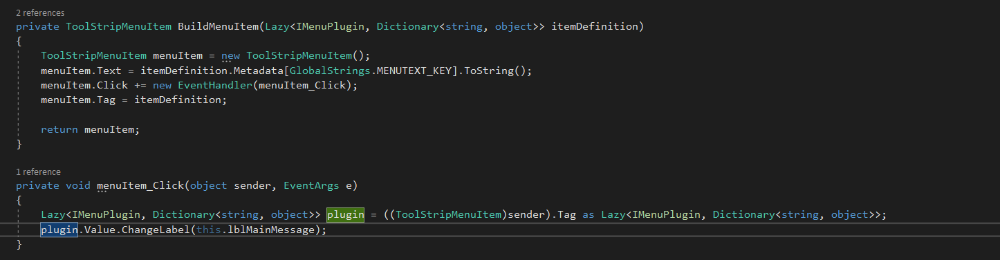 2 references
private ToolStripMenuItem BuildMenuItem(Lazy<IMenuPlugin, Dictionary<string, object>> itemDefinition)
{
ToolStripMenuItem menuItem = new ToolStripMenuItem();
menuItem.Text = itemDefinition.Metadata[GlobalStrings.MENUTEXT_KEY].ToString();
menuItem.Click += new EventHandler(menuItem_Click);
menuItem.Tag = itemDefinition;
return menuItem;
}
1 reference
private void menuItem_Click(object sender, EventArgs e)
{
Lazy<IMenuPlugin, Dictionary<string, object>> plugin = ((ToolStripMenuItem)sender).Tag as Lazy<IMenuPlugin, Dictionary<string, object>>;
plugin.Value.ChangeLabel(this.lblMainMessage);
}